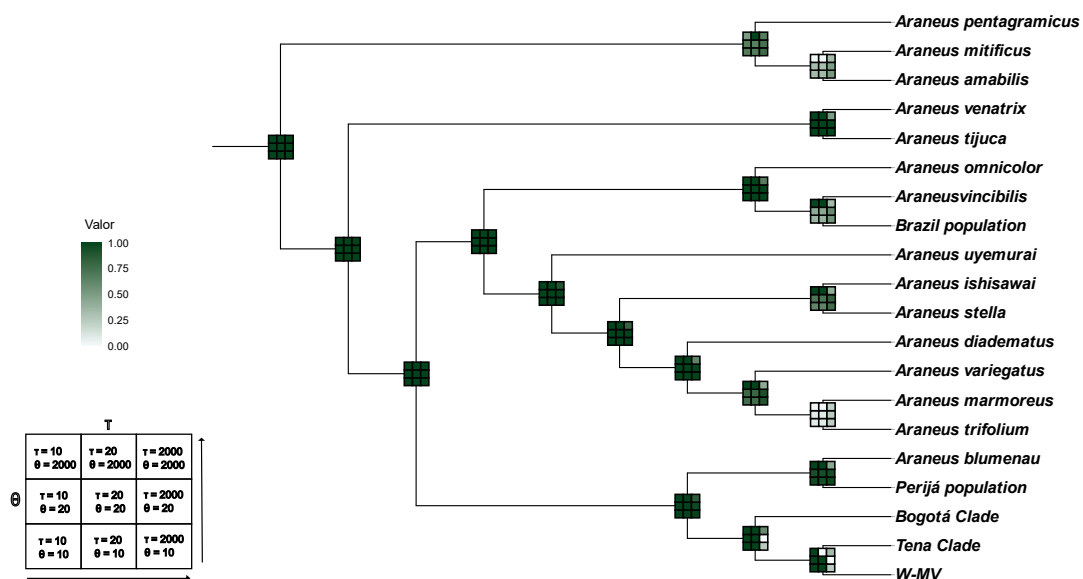 Araneus pentagramicus
Araneus mitificus
Araneus amabilis
Araneus venatrix
Araneus tijuca
Araneus omnicolor
Araneusvincibilis
Brazil population
Araneus uyemurai
Araneus ishisawai
Araneus stella
Araneus diadematus
Araneus variegatus
Araneus marmoreus
Araneus trifolium
Araneus blumenau
Perijá population
Bogotá Clade
Tena Clade
W-MV
Valor
1.00
0.75
0.50
0.25
0.00
T
Θ
τ = 10 τ = 20 τ = 2000
θ = 2000 θ = 2000 θ = 2000
τ = 10 τ = 20 τ = 2000
θ = 20 θ = 20 θ = 20
τ = 10 τ = 20 τ = 2000
θ = 10 θ = 10 θ = 10